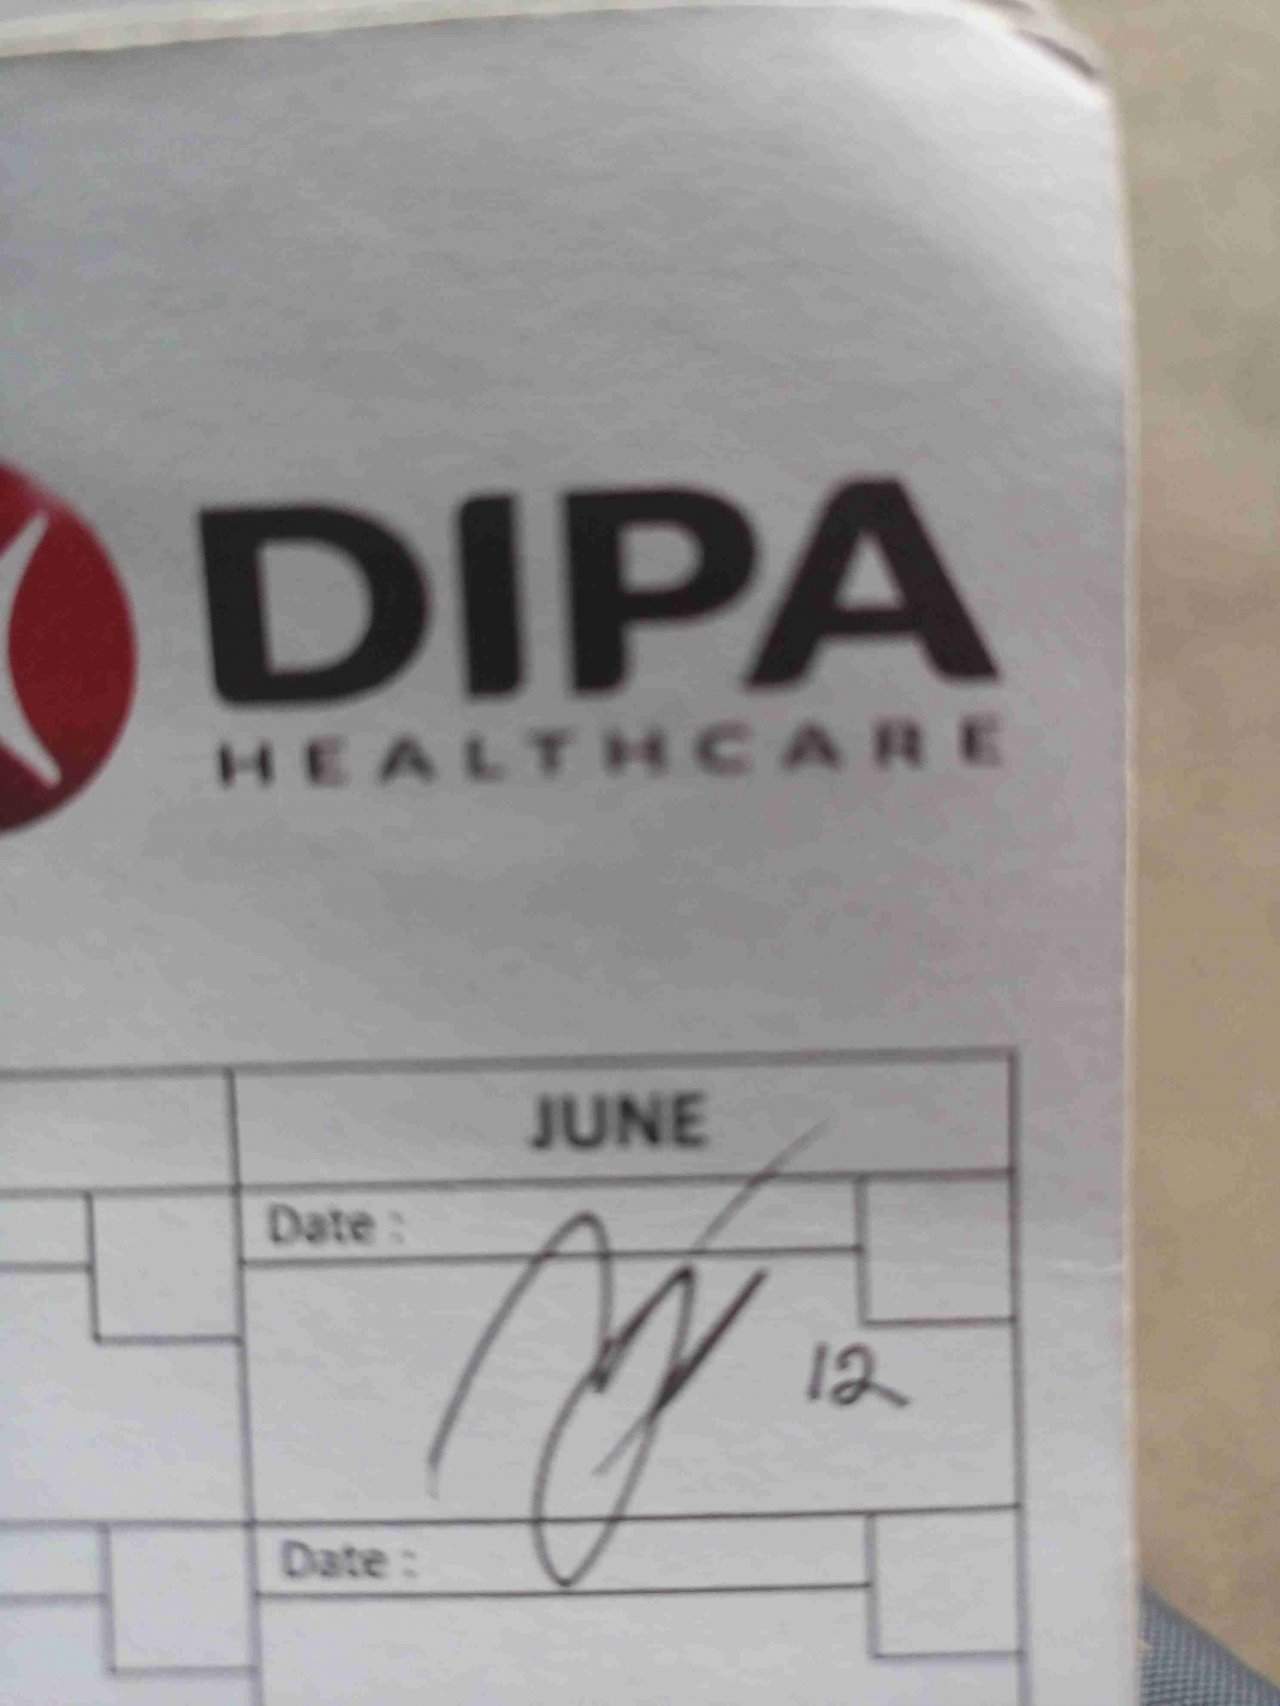 DIPA
HEALTHCARE
JUNE
Date :
12
Date :